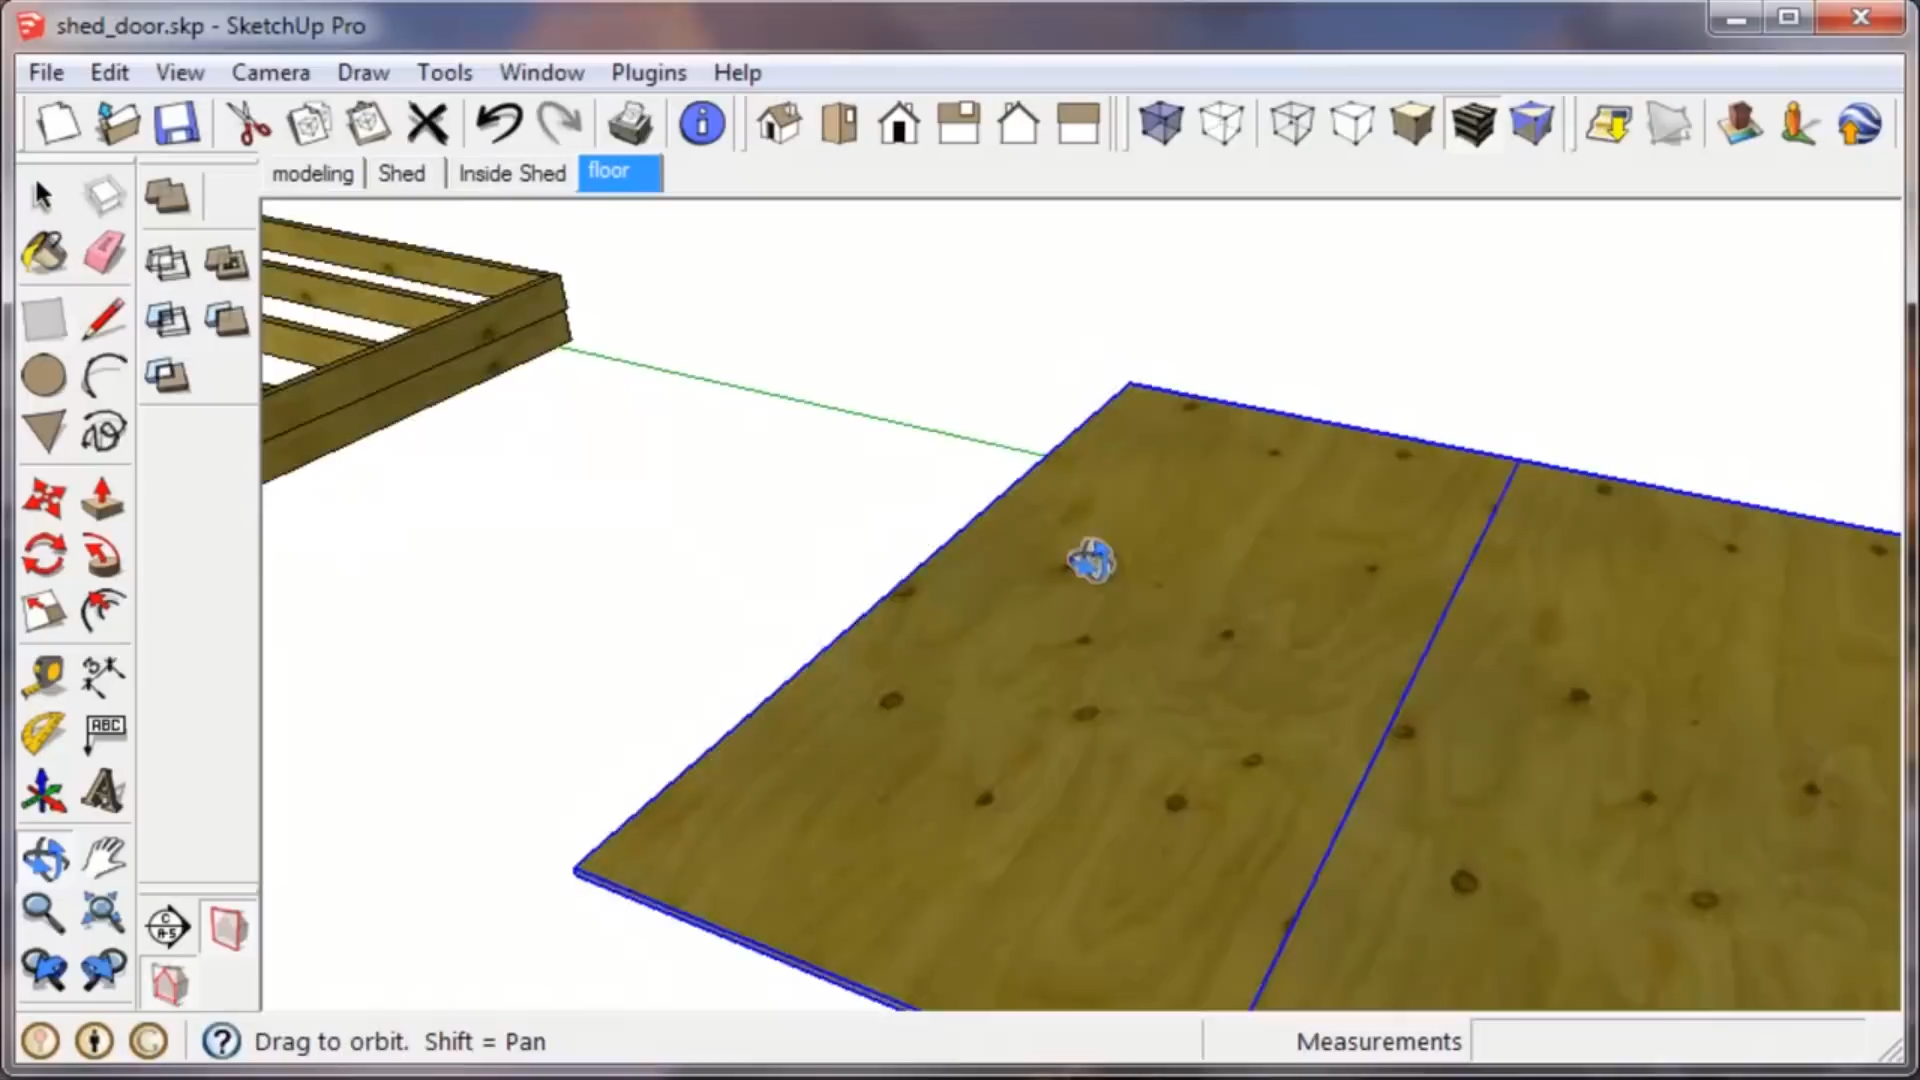 shed_door.skp - SketchUp Pro
File Edit View Camera Draw Tools Window Plugins Help
modeling Shed Inside Shed floor
ABC
C
A-5
Drag to orbit. Shift = Pan
Measurements